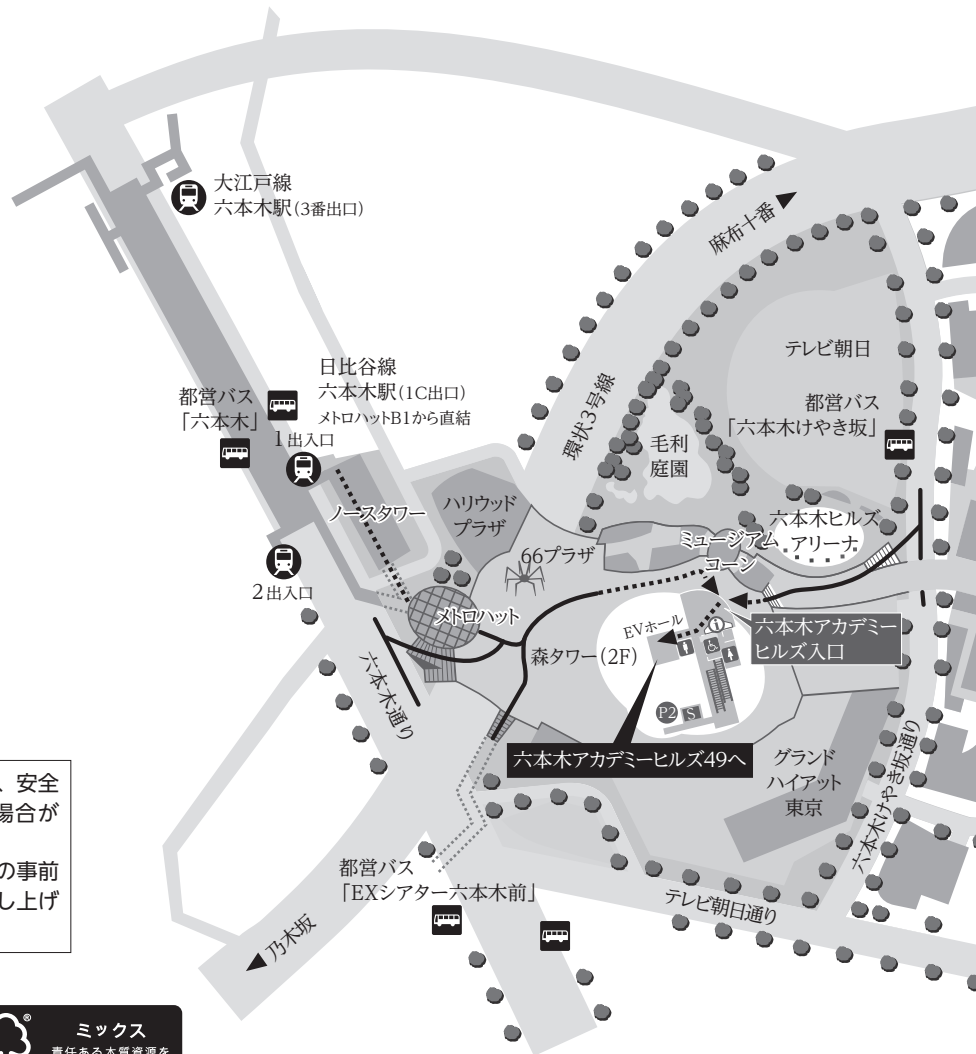 大江戸線
六本木駅(3番出口)
麻布十番
テレビ朝日
都営バス
「六本木けやき坂」
日比谷線
六本木駅(1C出口)
メトロハットB1から直結
都営バス
「六本木」
1出入口
環状3号線
毛利
庭園
ノースタワー
ハリウッド
プラザ
六本木ヒルズ
アリーナ
ミュージアム
コーン
66プラザ
2出入口
メトロハット
EVホール
六本木アカデミー
ヒルズ入口
森タワー(2F)
六本木通り
P2
S
六本木アカデミーヒルズ49へ
グランド
ハイアット
東京
六本木けやき坂通り
、安全
場合が
の事前
し上げ
都営バス
「EXシアター六本木前」
テレビ朝日通り
乃木坂
®
ミックス
責任ある木質資源を